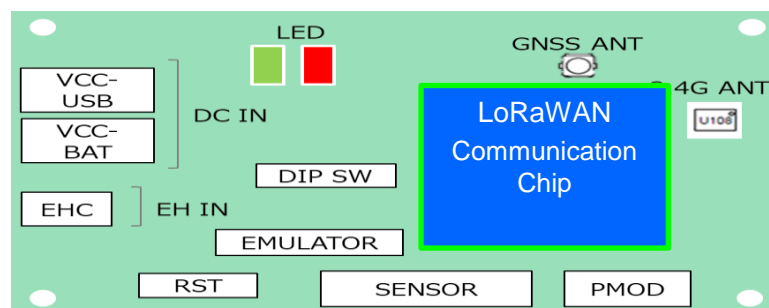 LED
GNSS ANT
VCC-
USB
4G ANT
LoRaWAN
Communication
Chip
U108
DC IN
VCC-
BAT
DIP SW
EHC
EH IN
EMULATOR
RST
SENSOR
PMOD